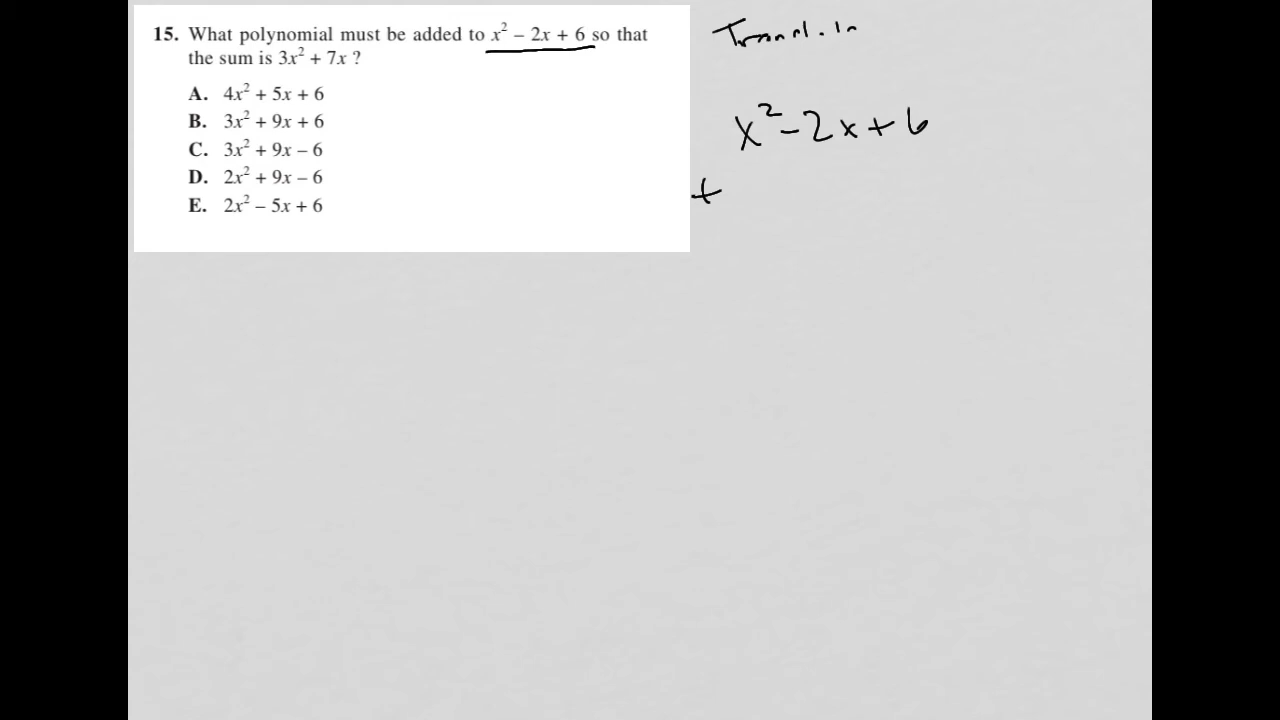 15. What polynomial must be added to x² − 2x + 6 so that
the sum is 3x² + 7x ?
A. 4x² + 5x + 6
B. 3x² + 9x + 6
C. 3x² + 9x − 6
D. 2x² + 9x − 6
E. 2x² − 5x + 6
x² − 2x + 6
+